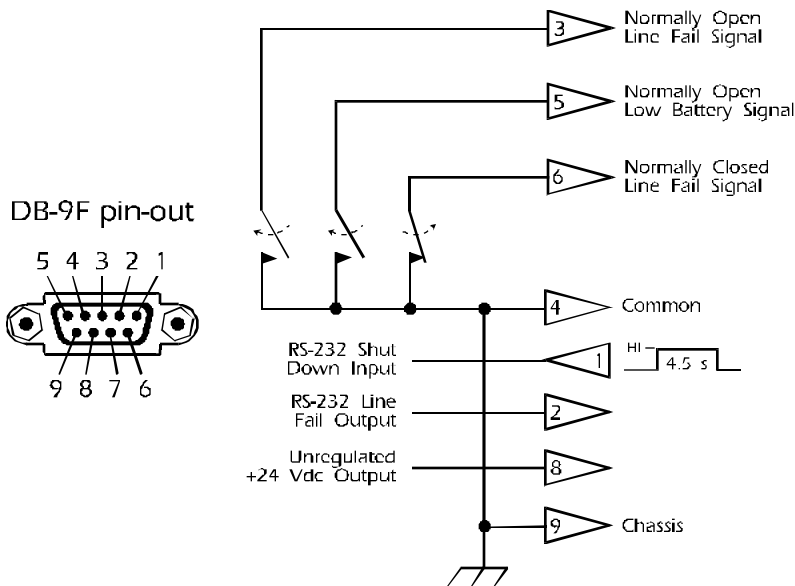 3
Normally Open
Line Fail Signal
5
Normally Open
Low Battery Signal
6
Normally Closed
Line Fail Signal
DB-9F pin-out
5 4 3 2 1
9 8 7 6
4
Common
RS-232 Shut
Down Input
1
HI
4.5 s
RS-232 Line
Fail Output
2
Unregulated
+24 Vdc Output
8
9
Chassis